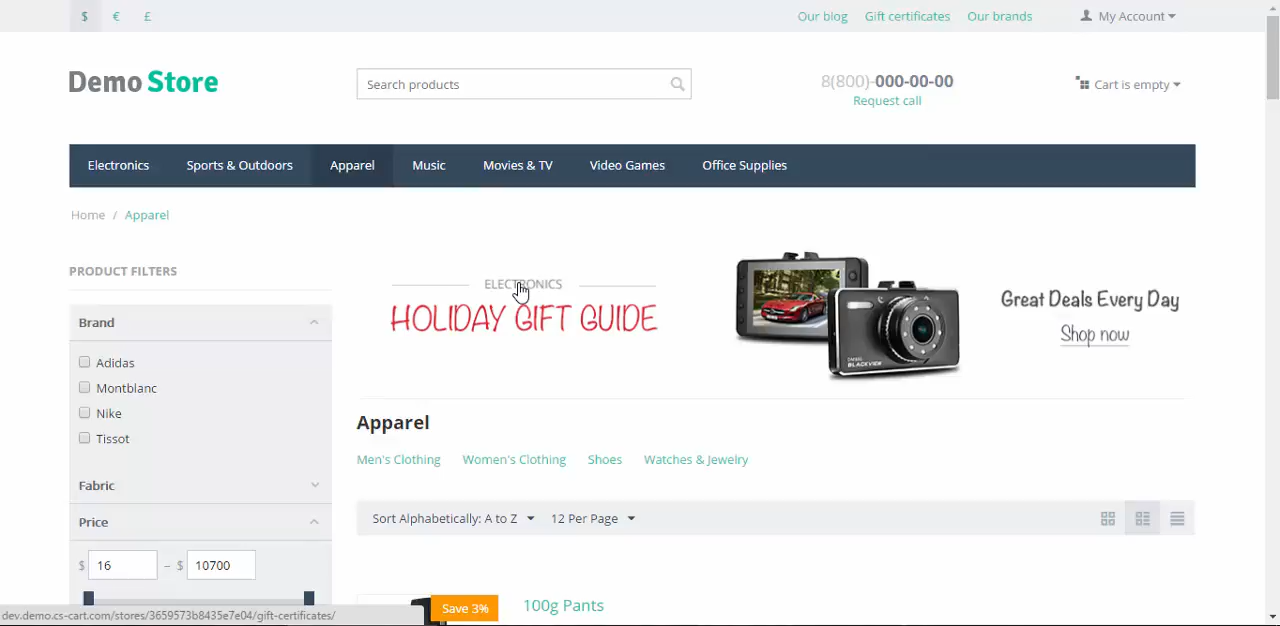 $ € £ Our blog Gift certificates Our brands My Account
Demo Store Search products 8(800)-000-00-00 Cart is empty
Request call
Electronics Sports & Outdoors Apparel Music Movies & TV Video Games Office Supplies
Home / Apparel
PRODUCT FILTERS
Brand
Adidas
Montblanc
Nike
Tissot
Fabric
Price
$ 16 – $ 10700
ELECTRONICS
HOLIDAY GIFT GUIDE
BLACKVIEW
Great Deals Every Day
Shop now
Apparel
Men's Clothing Women's Clothing Shoes Watches & Jewelry
Sort Alphabetically: A to Z 12 Per Page
Save 3% 100g Pants
dev.demo.cs-cart.com/stores/3659573b8435e7e04/gift-certificates/